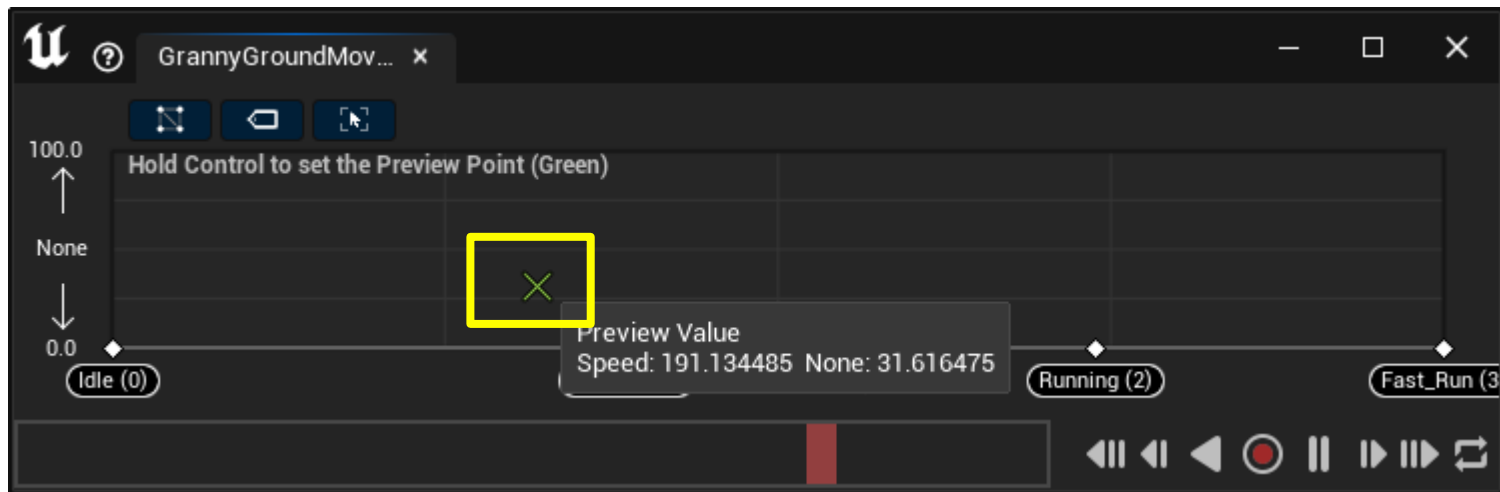 GrannyGroundMov...
100.0
Hold Control to set the Preview Point (Green)
None
Preview Value
Speed: 191.134485 None: 31.616475
0.0
Idle (0)
Running (2)
Fast_Run (3